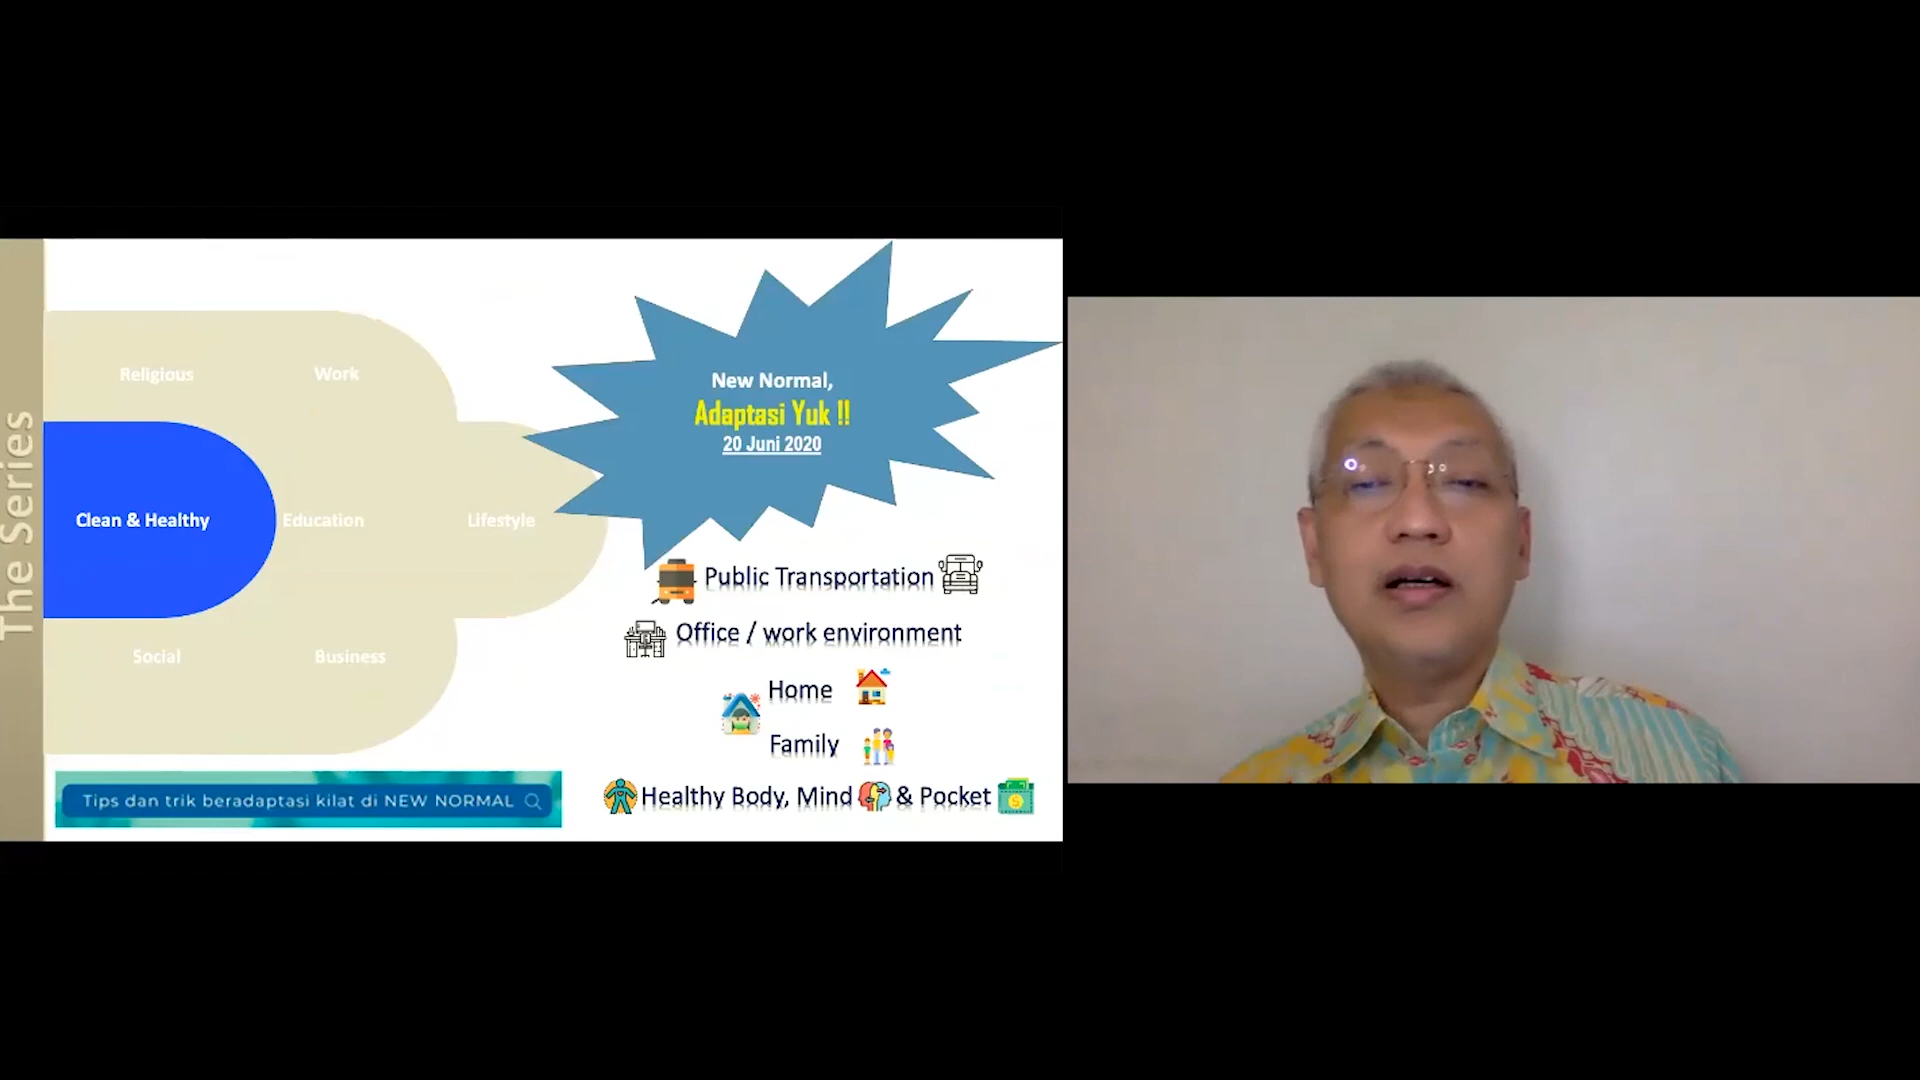 The Series
Religious
Work
Clean & Healthy
Education
Lifestyle
Social
Business
Tips dan trik beradaptasi kilat di NEW NORMAL
New Normal,
Adaptasi Yuk !!
20 Juni 2020
Public Transportation
Office / work environment
Home
Family
Healthy Body, Mind & Pocket